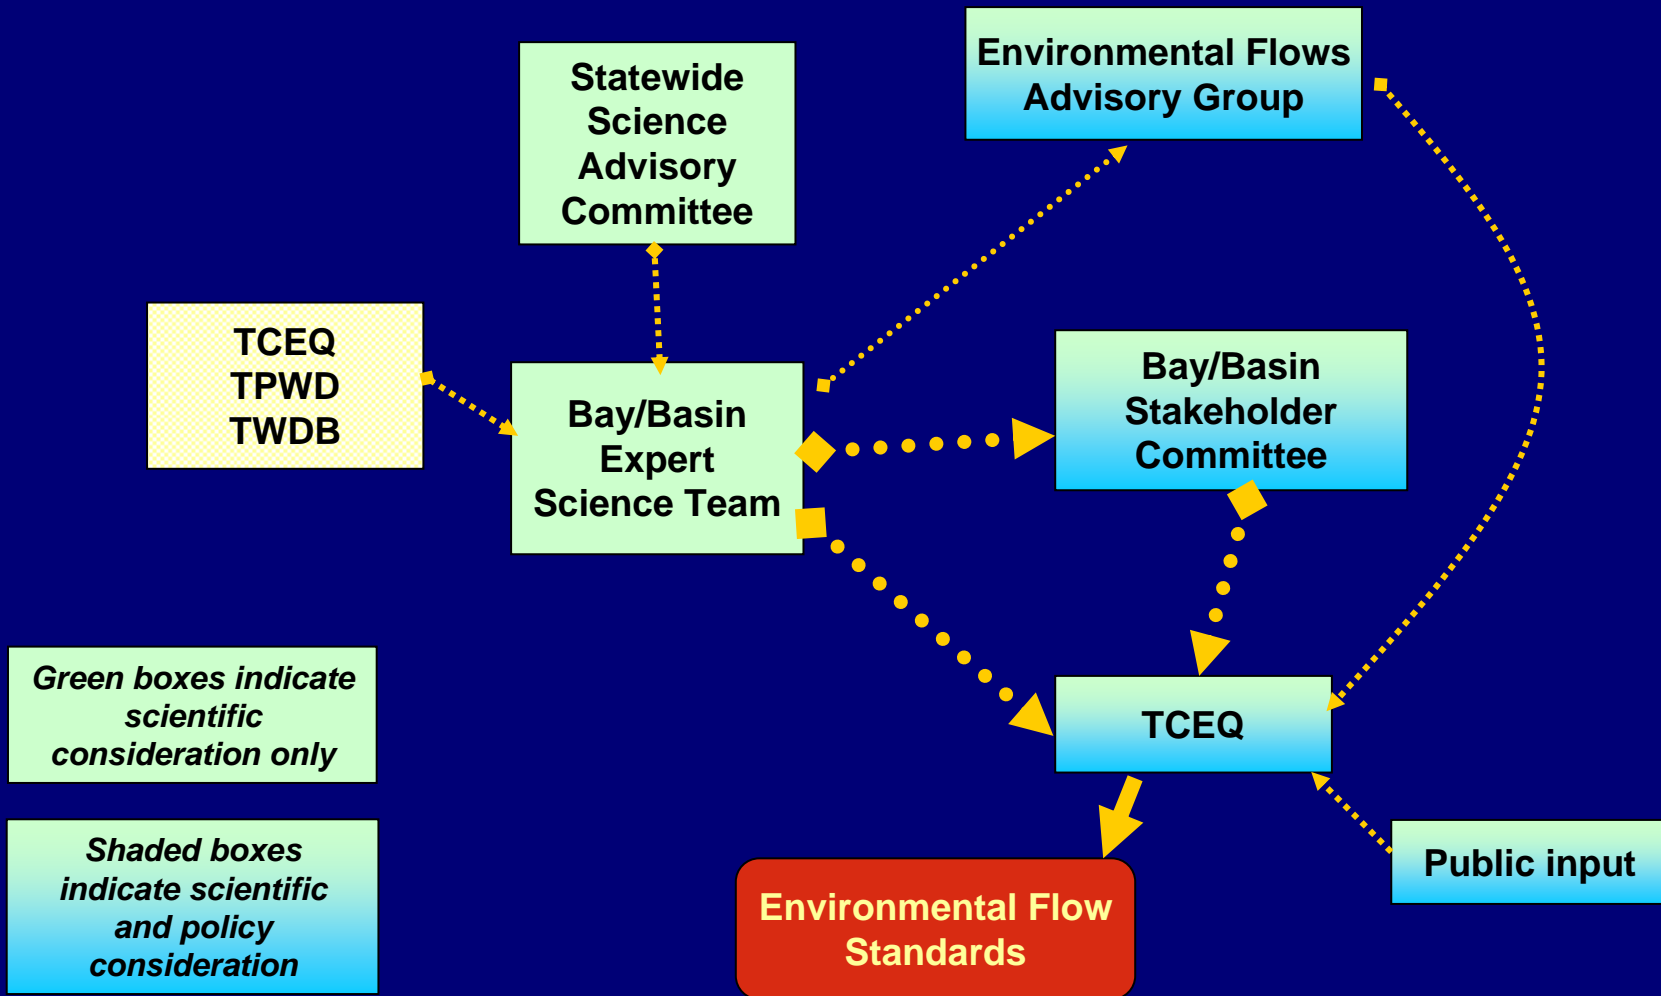 Environmental Flows
Advisory Group
Statewide
Science
Advisory
Committee
TCEQ
TPWD
TWDB
Bay/Basin
Expert
Science Team
Bay/Basin
Stakeholder
Committee
Green boxes indicate
scientific
consideration only
TCEQ
Shaded boxes
indicate scientific
and policy
consideration
Public input
Environmental Flow
Standards